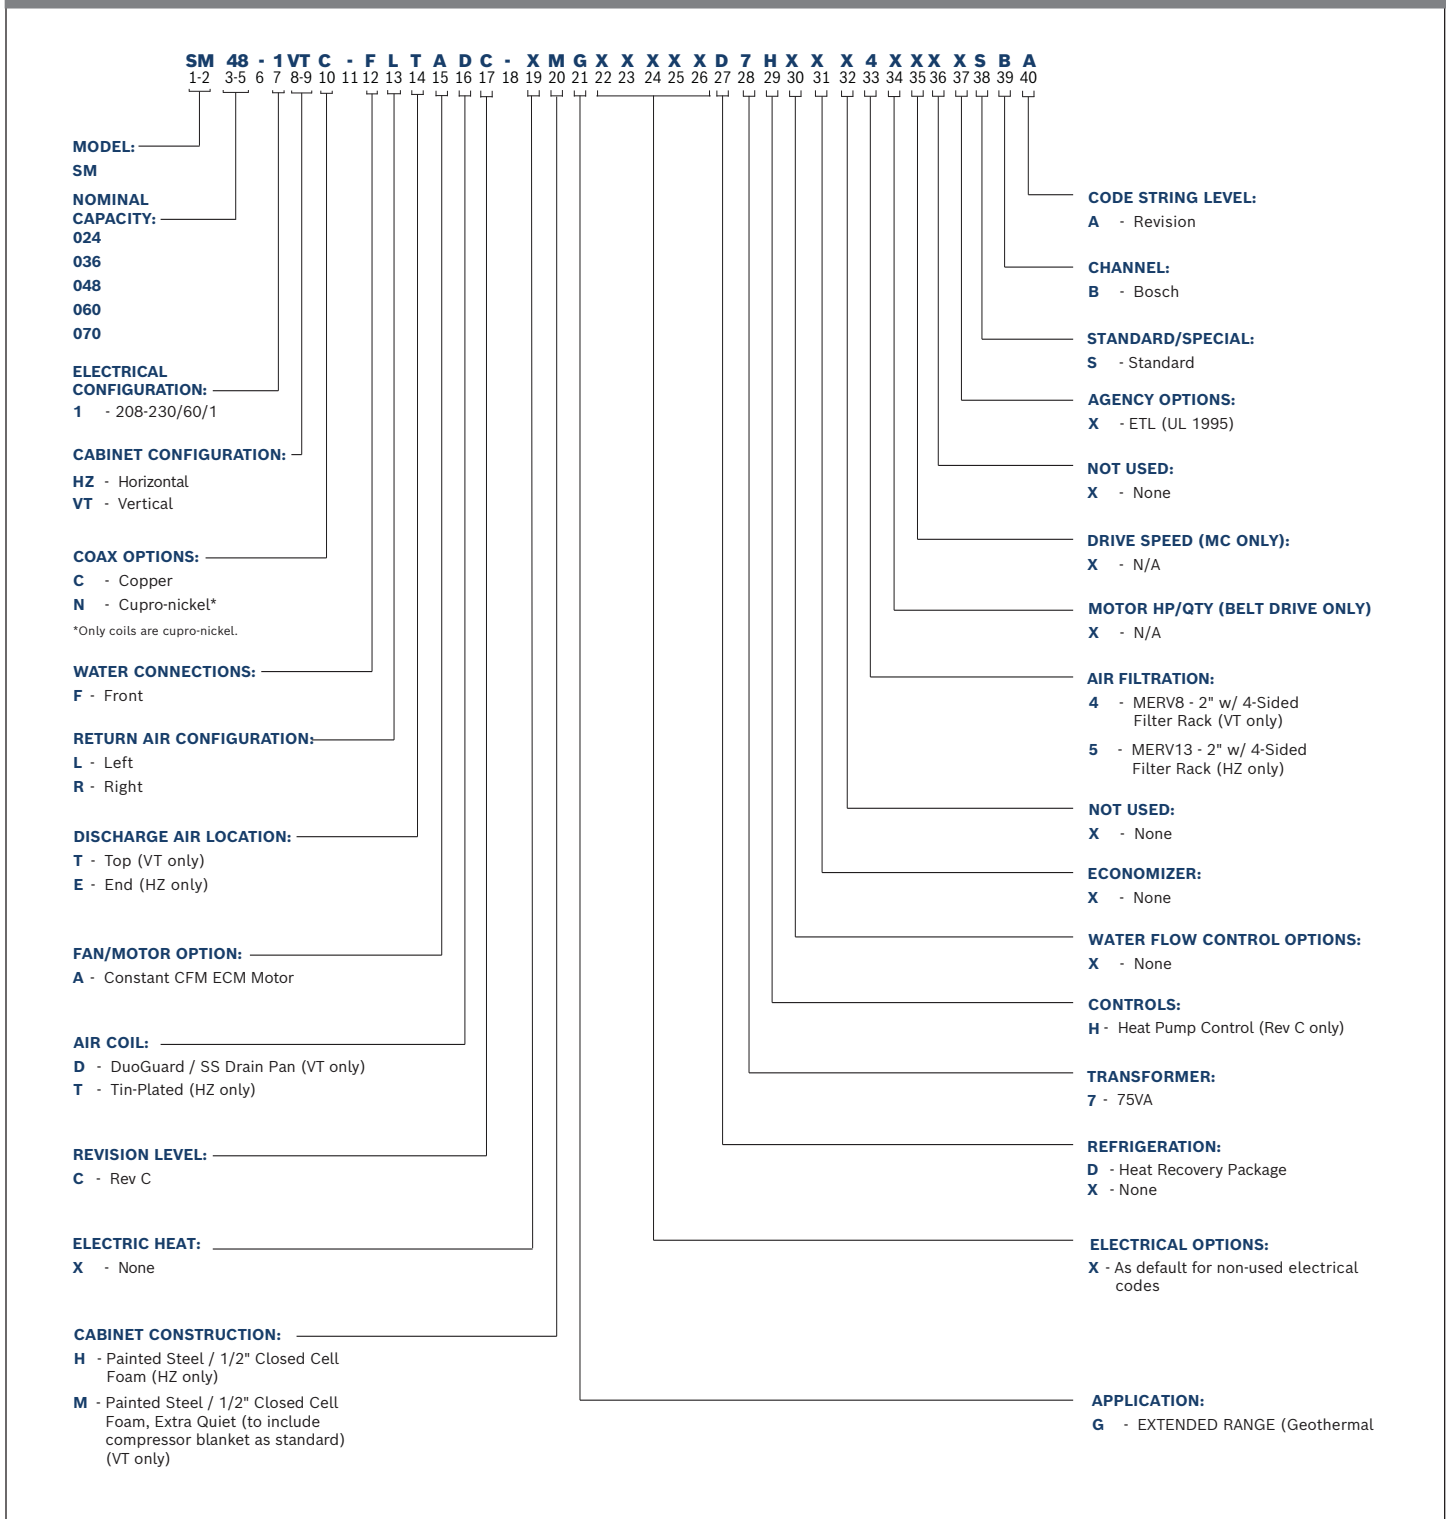 SM 48 - 1 VT C - F L T A D C - X M G X X X X X D 7 H X X X 4 X X X X S B A
1-2 3-5 6 7 8-9 10 11 12 13 14 15 16 17 18 19 20 21 22 23 24 25 26 27 28 29 30 31 32 33 34 35 36 37 38 39 40
MODEL:
SM
NOMINAL
CAPACITY:
024
036
048
060
070
ELECTRICAL
CONFIGURATION:
1 - 208-230/60/1
CABINET CONFIGURATION:
HZ - Horizontal
VT - Vertical
COAX OPTIONS:
C - Copper
N - Cupro-nickel*
*Only coils are cupro-nickel.
WATER CONNECTIONS:
F - Front
RETURN AIR CONFIGURATION:
L - Left
R - Right
DISCHARGE AIR LOCATION:
T - Top (VT only)
E - End (HZ only)
FAN/MOTOR OPTION:
A - Constant CFM ECM Motor
AIR COIL:
D - DuoGuard / SS Drain Pan (VT only)
T - Tin-Plated (HZ only)
REVISION LEVEL:
C - Rev C
ELECTRIC HEAT:
X - None
CABINET CONSTRUCTION:
H - Painted Steel / 1/2" Closed Cell
Foam (HZ only)
M - Painted Steel / 1/2" Closed Cell
Foam, Extra Quiet (to include
compressor blanket as standard)
(VT only)
CODE STRING LEVEL:
A - Revision
CHANNEL:
B - Bosch
STANDARD/SPECIAL:
S - Standard
AGENCY OPTIONS:
X - ETL (UL 1995)
NOT USED:
X - None
DRIVE SPEED (MC ONLY):
X - N/A
MOTOR HP/QTY (BELT DRIVE ONLY)
X - N/A
AIR FILTRATION:
4 - MERV8 - 2" w/ 4-Sided
Filter Rack (VT only)
5 - MERV13 - 2" w/ 4-Sided
Filter Rack (HZ only)
NOT USED:
X - None
ECONOMIZER:
X - None
WATER FLOW CONTROL OPTIONS:
X - None
CONTROLS:
H - Heat Pump Control (Rev C only)
TRANSFORMER:
7 - 75VA
REFRIGERATION:
D - Heat Recovery Package
X - None
ELECTRICAL OPTIONS:
X - As default for non-used electrical
codes
APPLICATION:
G - EXTENDED RANGE (Geothermal